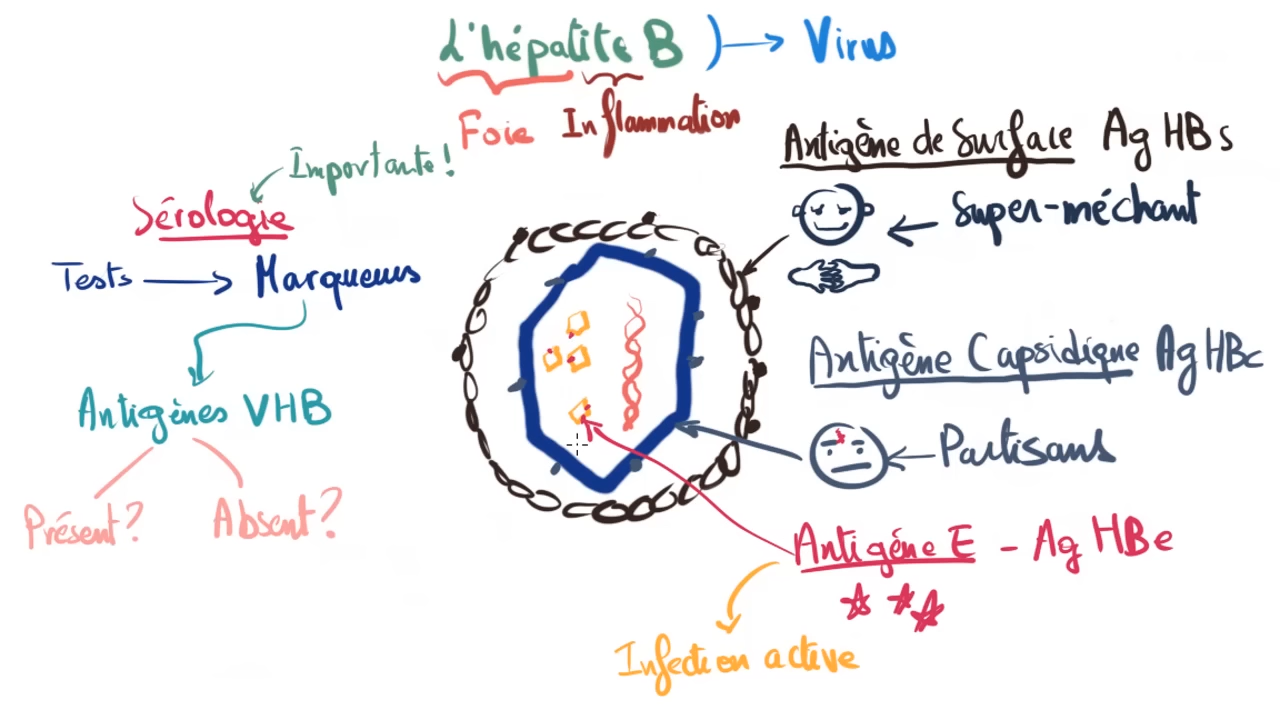 L'hépatite B ) → Virus
Foie Inflammation
Importante !
Sérologie
Tests → Marqueurs
Antigènes VHB
Présent ? Absent ?
Antigène de Surface Ag HBs
Super-méchant
Antigène Capsidique Ag HBc
Partisans
Antigéne E - Ag HBe
Infection active